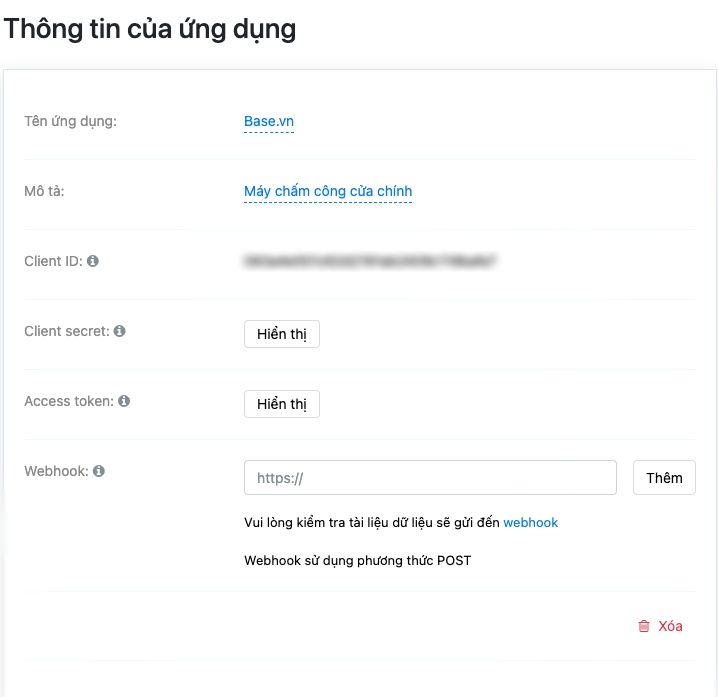 Thông tin của ứng dụng
Tên ứng dụng: Base.vn
Mô tả: Máy chấm công cửa chính
Client ID:
Client secret: Hiển thị
Access token: Hiển thị
Webhook: https:// Thêm
Vui lòng kiểm tra tài liệu dữ liệu sẽ gửi đến webhook
Webhook sử dụng phương thức POST
Xóa